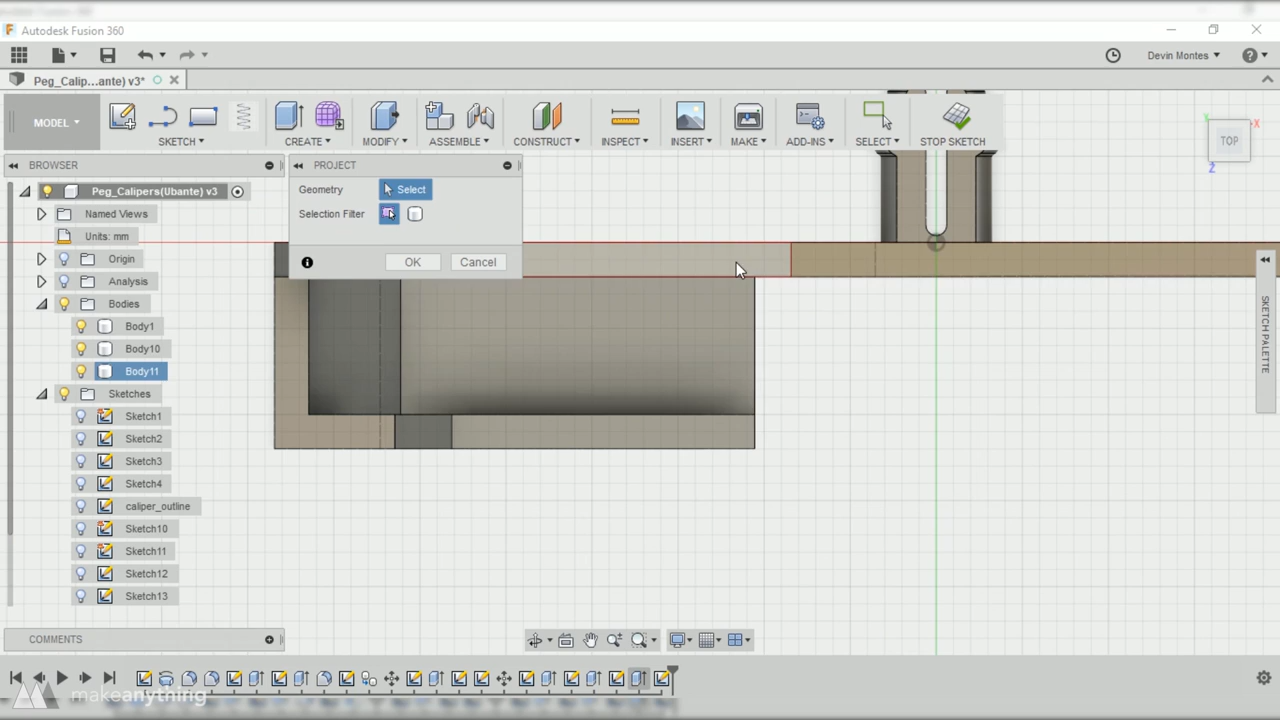 Autodesk Fusion 360
Devin Montes
Peg_Calip...ante) v3*
MODEL
SKETCH
CREATE
MODIFY
ASSEMBLE
CONSTRUCT
INSPECT
INSERT
MAKE
ADD-INS
SELECT
STOP SKETCH
TOP
X
Y
Z
BROWSER
PROJECT
Peg_Calipers(Ubante) v3
Geometry
Select
Named Views
Selection Filter
Units: mm
Origin
OK
Cancel
Analysis
Bodies
Body1
Body10
Body11
Sketches
Sketch1
Sketch2
Sketch3
Sketch4
caliper_outline
Sketch10
Sketch11
Sketch12
Sketch13
SKETCH PALETTE
COMMENTS
makeanything